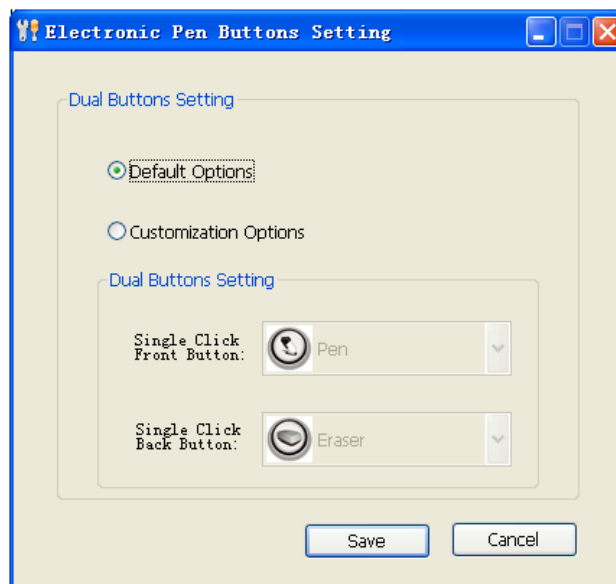 Electronic Pen Buttons Setting
Dual Buttons Setting
Default Options
Customization Options
Dual Buttons Setting
Single Click
Front Button:
Pen
Single Click
Back Button:
Eraser
Save
Cancel